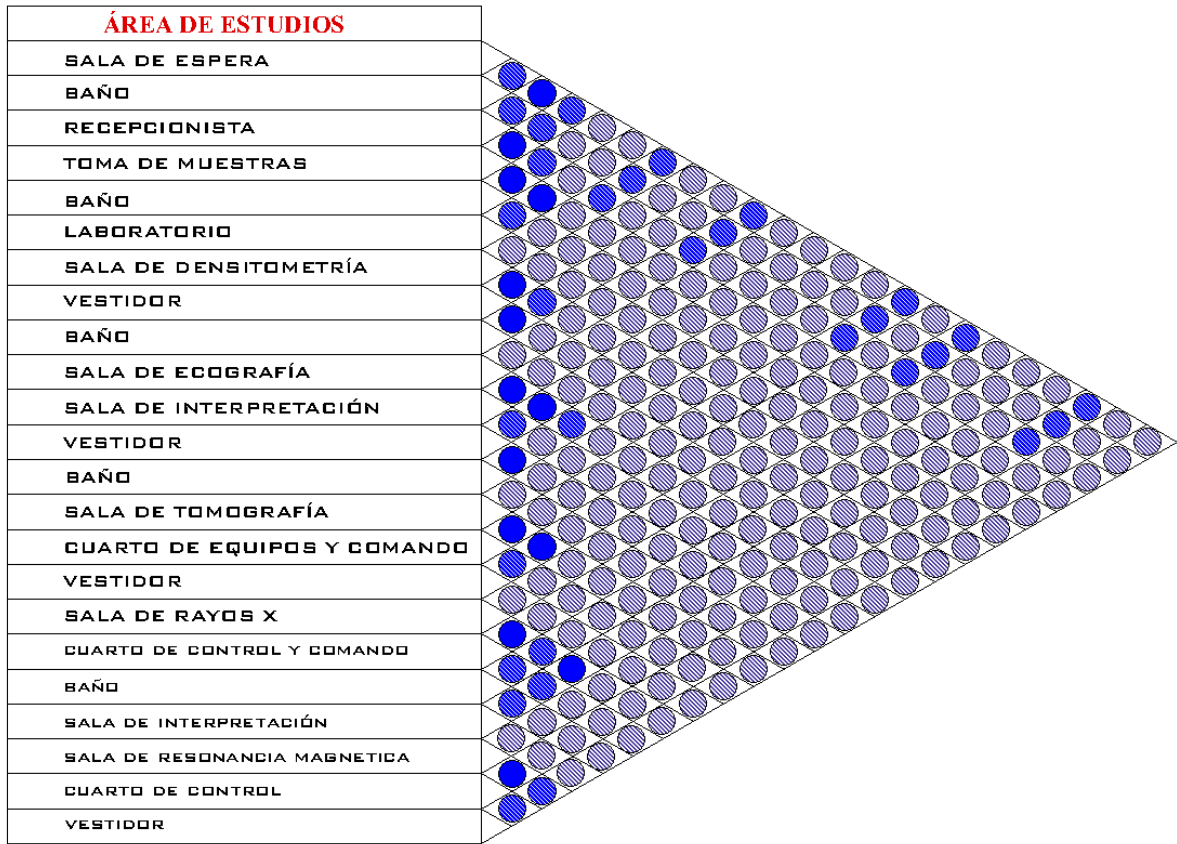 ÁREA DE ESTUDIOS
SALA DE ESPERA
BAÑO
RECEPCIONISTA
TOMA DE MUESTRAS
BAÑO
LABORATORIO
SALA DE DENSITOMETRÍA
VESTIDOR
BAÑO
SALA DE ECOGRAFÍA
SALA DE INTERPRETACIÓN
VESTIDOR
BAÑO
SALA DE TOMOGRAFÍA
CUARTO DE EQUIPOS Y COMANDO
VESTIDOR
SALA DE RAYOS X
CUARTO DE CONTROL Y COMANDO
BAÑO
SALA DE INTERPRETACIÓN
SALA DE RESONANCIA MAGNETICA
CUARTO DE CONTROL
VESTIDOR